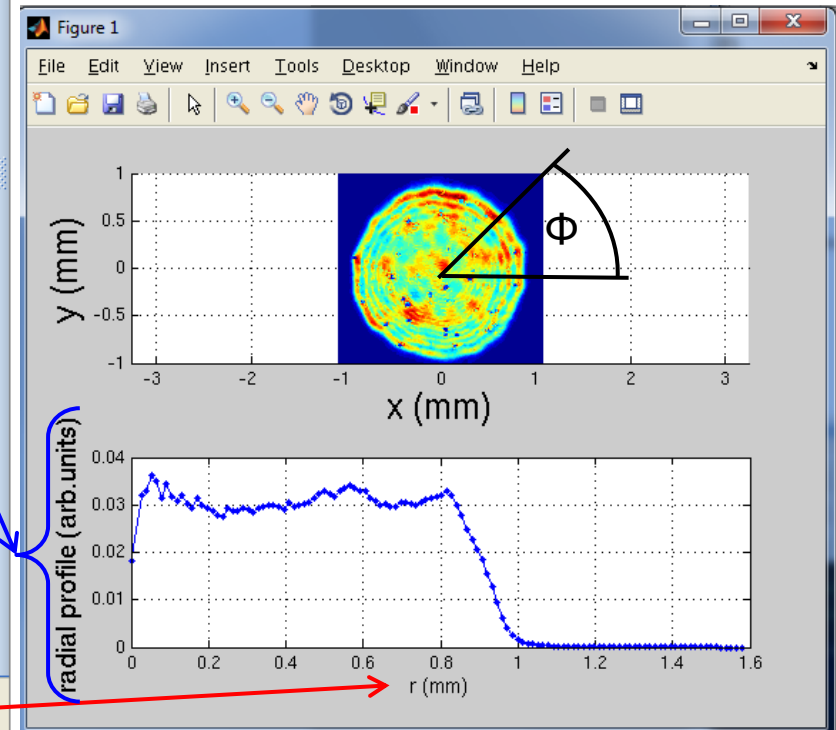 Figure 1
File Edit View Insert Tools Desktop Window Help
1
0.5
0
-0.5
-1
y (mm)
Φ
-3 -2 -1 0 1 2 3
x (mm)
0.04
0.03
0.02
0.01
0
radial profile (arb.units)
0 0.2 0.4 0.6 0.8 1 1.2 1.4 1.6
r (mm)